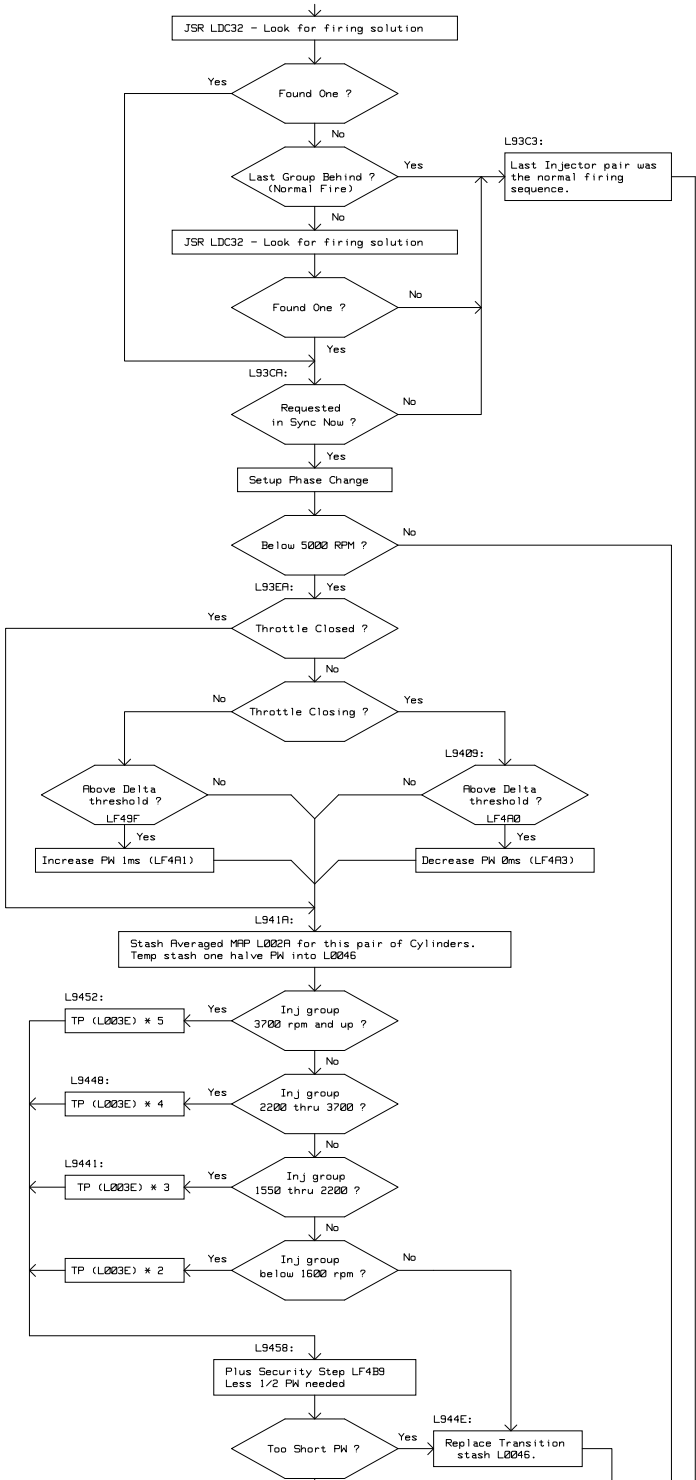 JSR LDC32 - Look for firing solution
Yes
Found One ?
No
L93C3:
Last Group Behind ?
(Normal Fire)
Yes
Last Injector pair was
the normal firing
sequence.
No
JSR LDC32 - Look for firing solution
Found One ?
No
Yes
L93CA:
Requested
in Sync Now ?
No
Yes
Setup Phase Change
Below 5000 RPM ?
No
L93EA:
Yes
Yes
Throttle Closed ?
No
No
Throttle Closing ?
Yes
L9409:
Above Delta
threshold ?
LF49F
No
No
Above Delta
threshold ?
LF4A0
Yes
Yes
Increase PW 1ms (LF4A1)
Decrease PW 0ms (LF4A3)
L941A:
Stash Averaged MAP L002A for this pair of Cylinders.
Temp stash one halve PW into L0046
L9452:
TP (L003E) * 5
Yes
Inj group
3700 rpm and up ?
No
L9448:
TP (L003E) * 4
Yes
Inj group
2200 thru 3700 ?
No
L9441:
TP (L003E) * 3
Yes
Inj group
1550 thru 2200 ?
No
TP (L003E) * 2
Yes
Inj group
below 1600 rpm ?
No
L9458:
Plus Security Step LF4B9
Less 1/2 PW needed
L944E:
Too Short PW ?
Yes
Replace Transition
stash L0046.